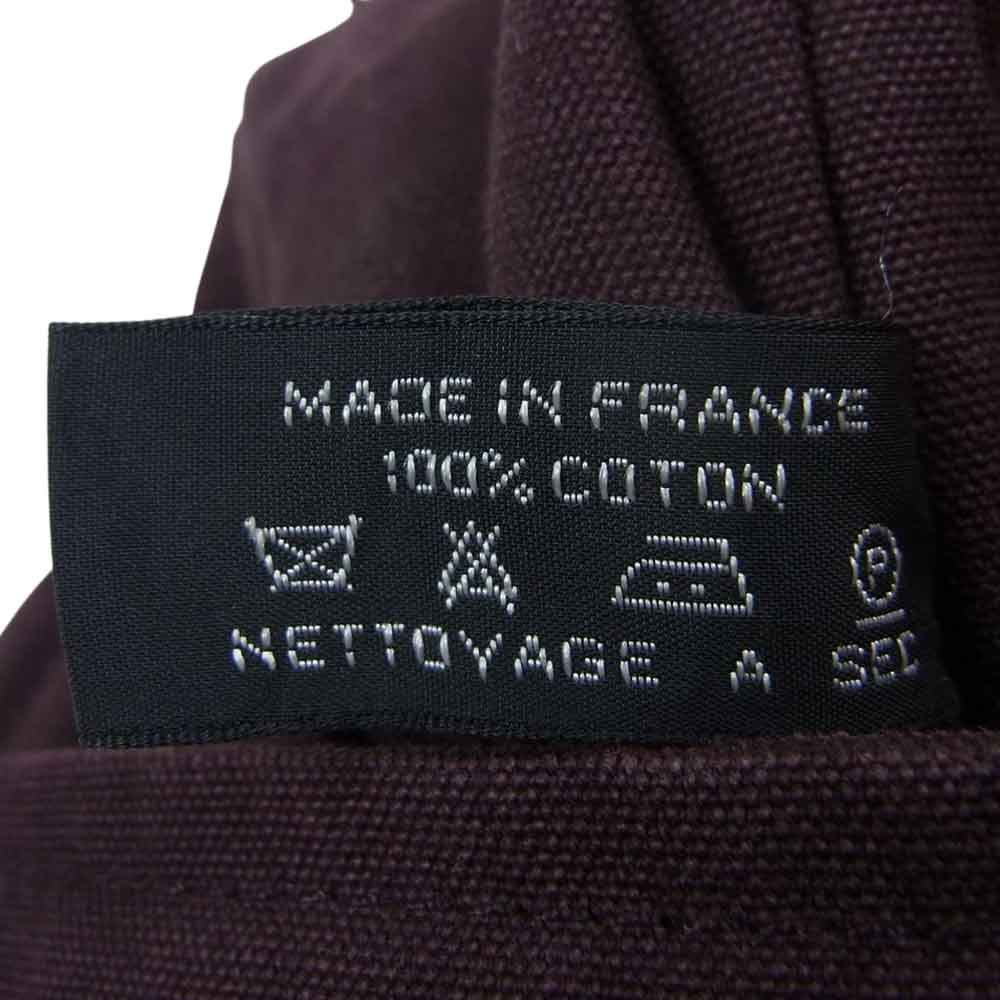 MADE IN FRANCE
100% COTON
P
NETTOYAGE A SEC